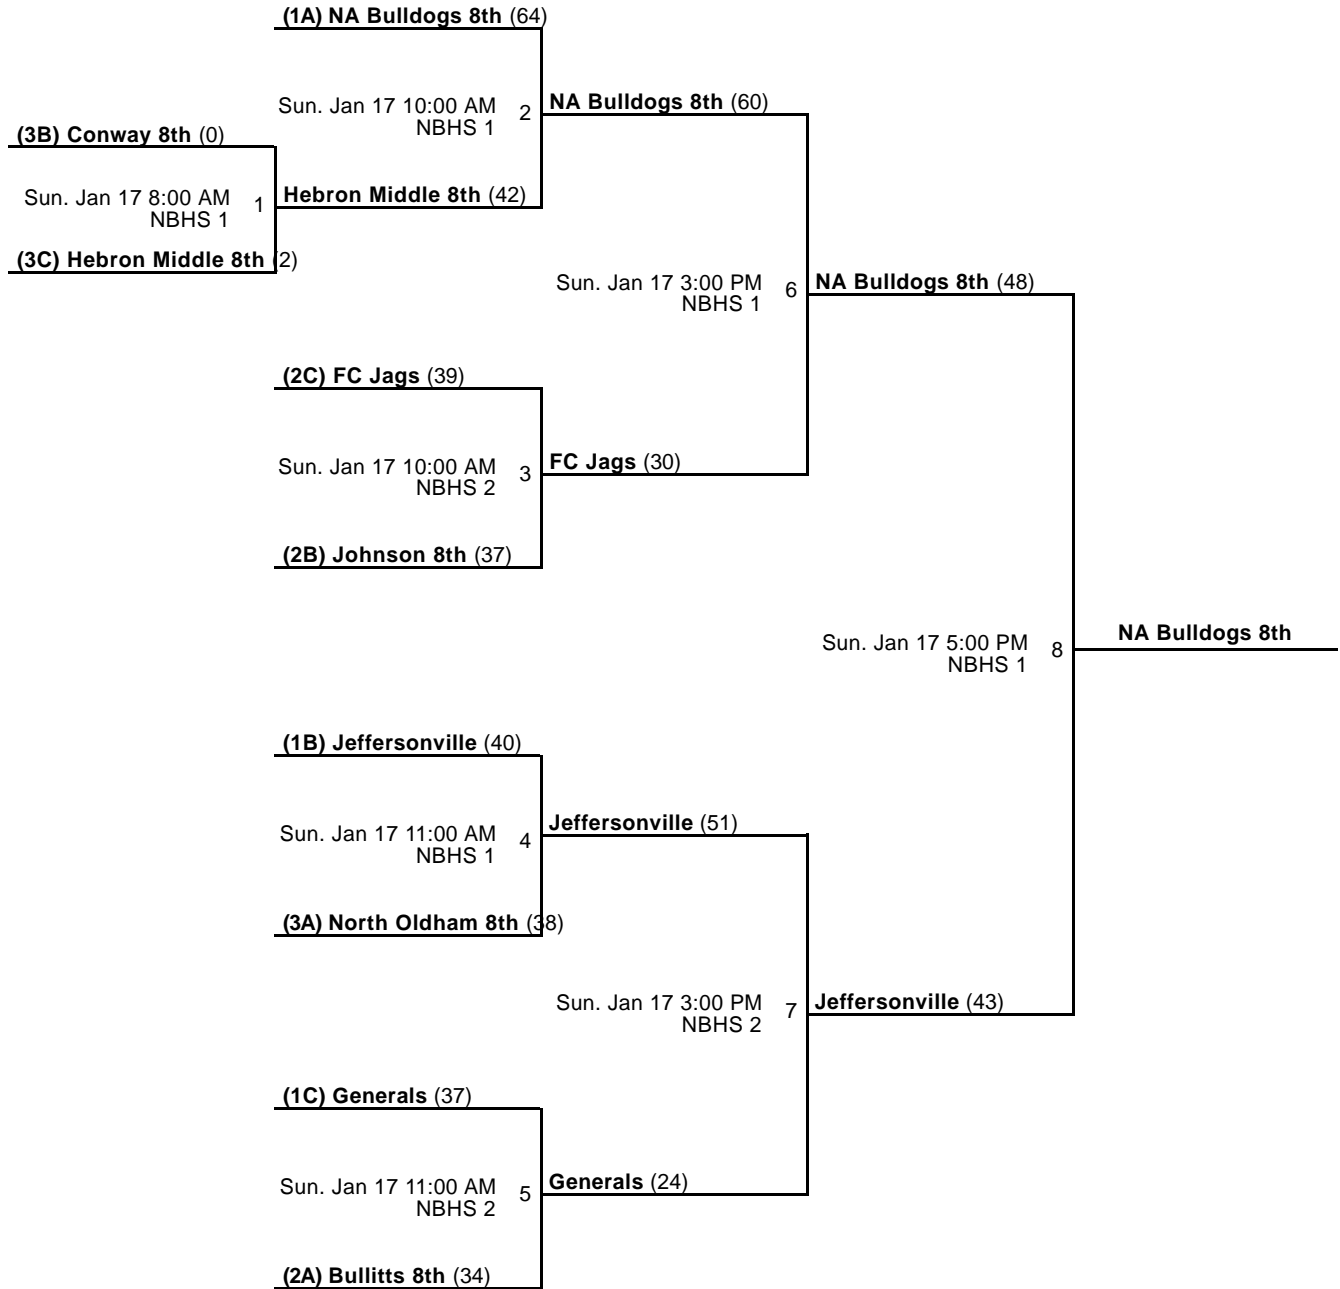 (1A) NA Bulldogs 8th (64)
Sun. Jan 17 10:00 AM
NBHS 1
2
NA Bulldogs 8th (60)
(3B) Conway 8th (0)
Sun. Jan 17 8:00 AM
NBHS 1
1
Hebron Middle 8th (42)
(3C) Hebron Middle 8th (2)
Sun. Jan 17 3:00 PM
NBHS 1
6
NA Bulldogs 8th (48)
(2C) FC Jags (39)
Sun. Jan 17 10:00 AM
NBHS 2
3
FC Jags (30)
(2B) Johnson 8th (37)
Sun. Jan 17 5:00 PM
NBHS 1
8
NA Bulldogs 8th
(1B) Jeffersonville (40)
Sun. Jan 17 11:00 AM
NBHS 1
4
Jeffersonville (51)
(3A) North Oldham 8th (38)
Sun. Jan 17 3:00 PM
NBHS 2
7
Jeffersonville (43)
(1C) Generals (37)
Sun. Jan 17 11:00 AM
NBHS 2
5
Generals (24)
(2A) Bullitts 8th (34)